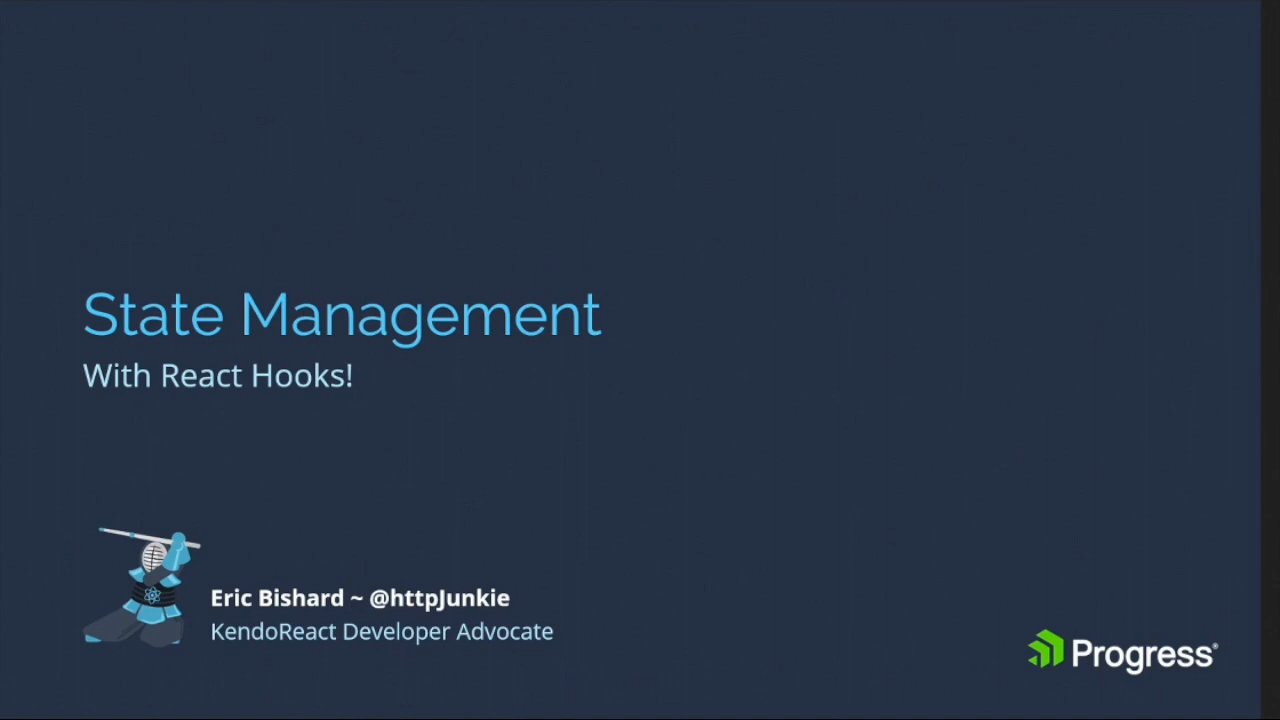 State Management
With React Hooks!
Eric Bishard ~ @httpJunkie
KendoReact Developer Advocate
Progress®